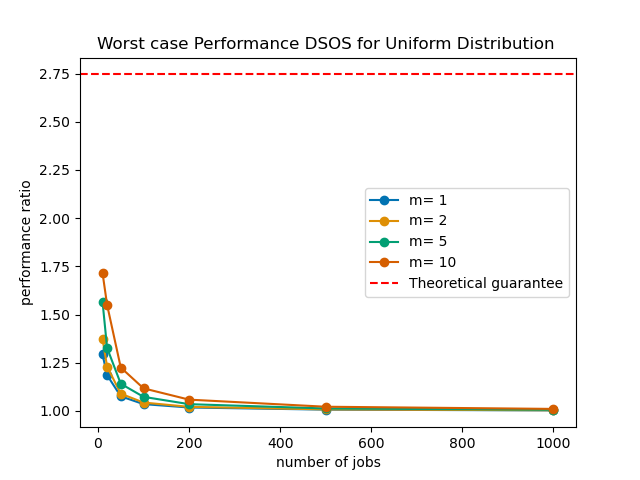 Worst case Performance DSOS for Uniform Distribution
performance ratio
2.75
2.50
2.25
2.00
1.75
1.50
1.25
1.00
m= 1
m= 2
m= 5
m= 10
Theoretical guarantee
0 200 400 600 800 1000
number of jobs